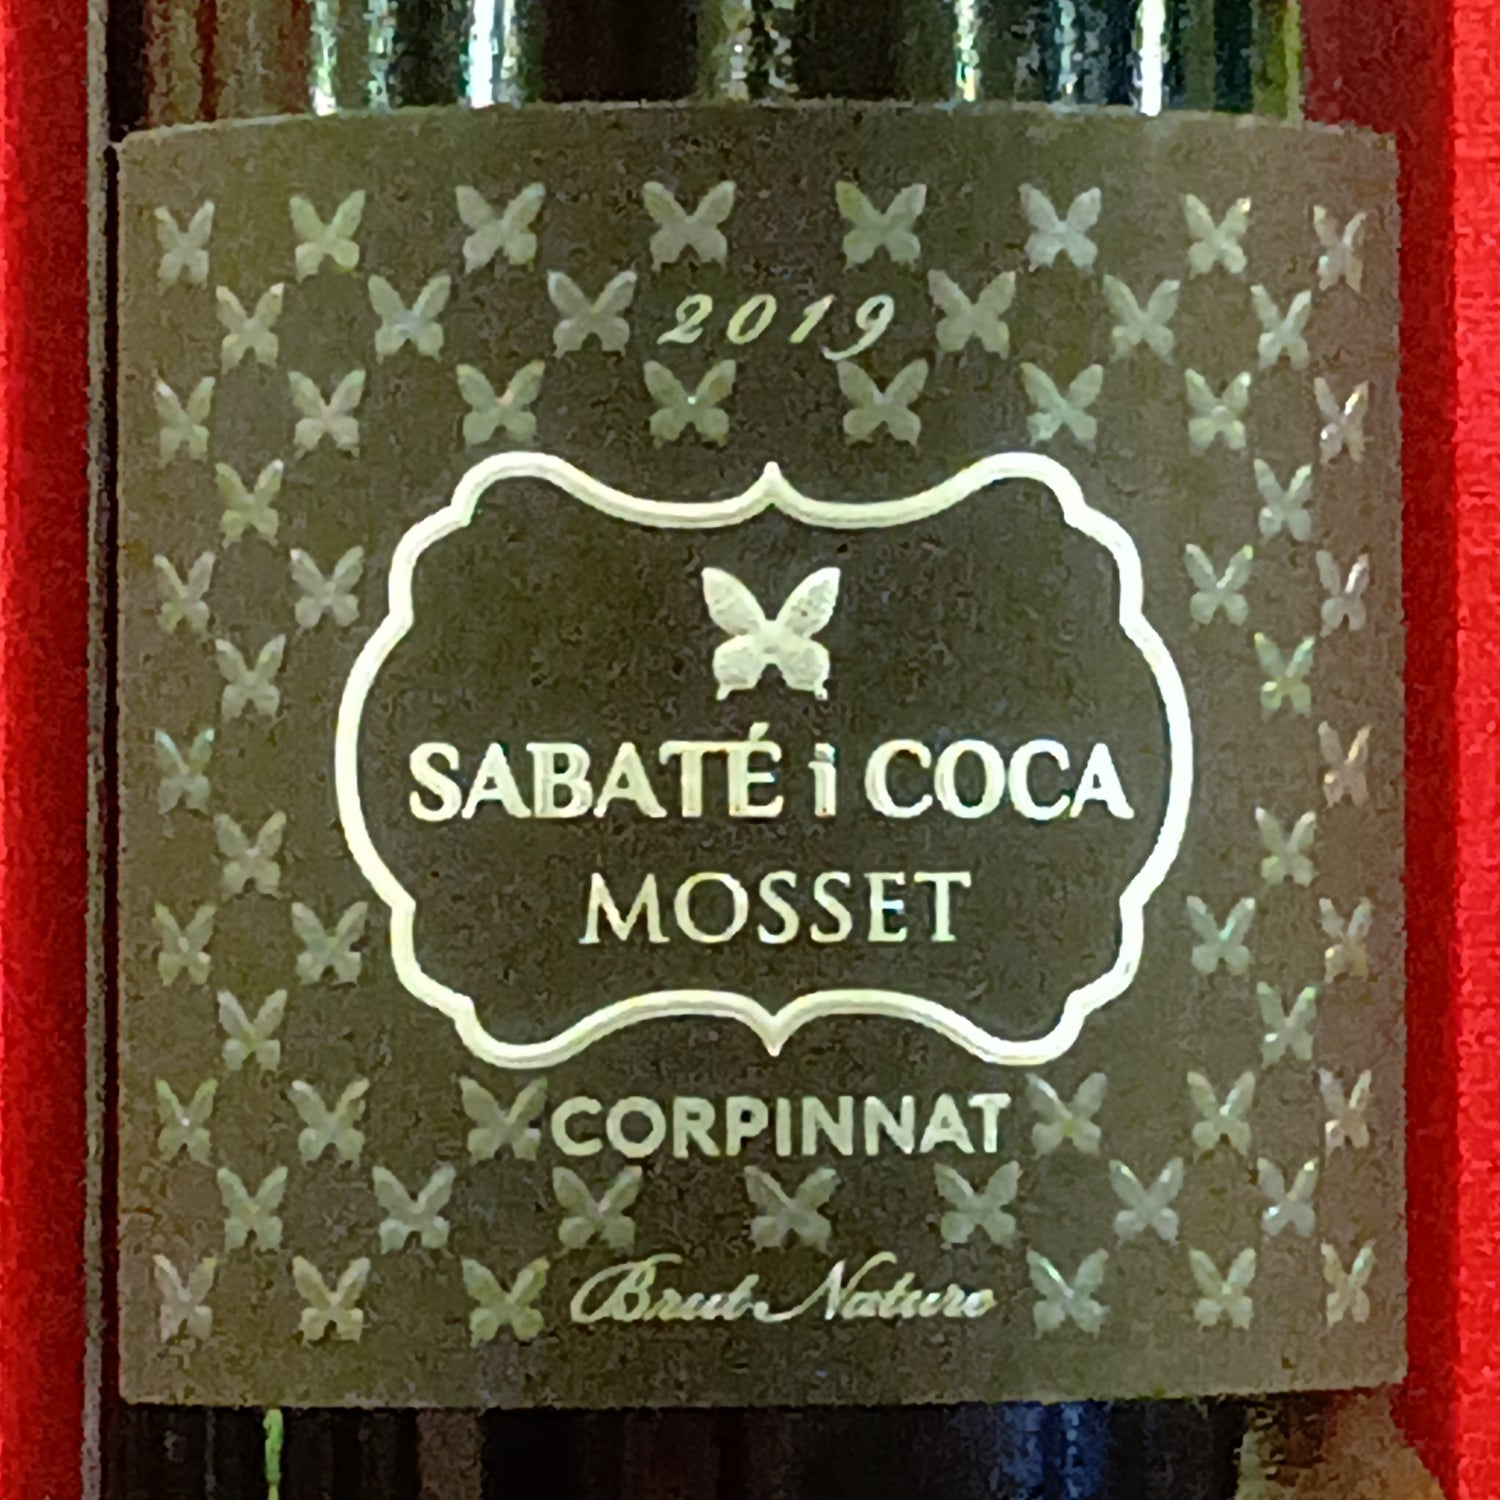 2019
SABATÉ i COCA
MOSSET
CORPINNAT
Brut Nature